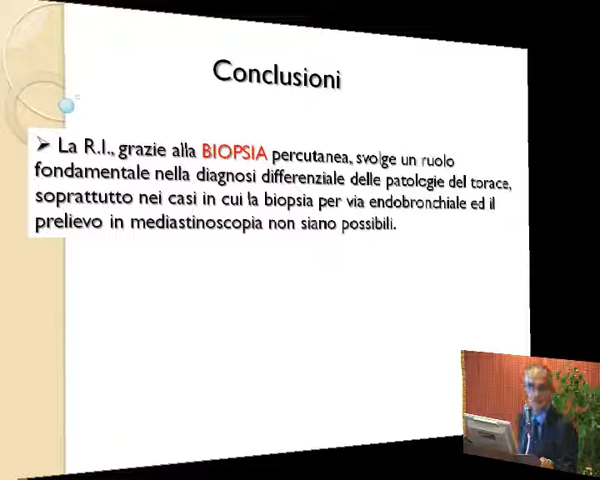 Conclusioni
➢ La R.I., grazie alla BIOPSIA percutanea, svolge un ruolo
fondamentale nella diagnosi differenziale delle patologie del torace,
soprattutto nei casi in cui la biopsia per via endobronchiale ed il
prelievo in mediastinoscopia non siano possibili.